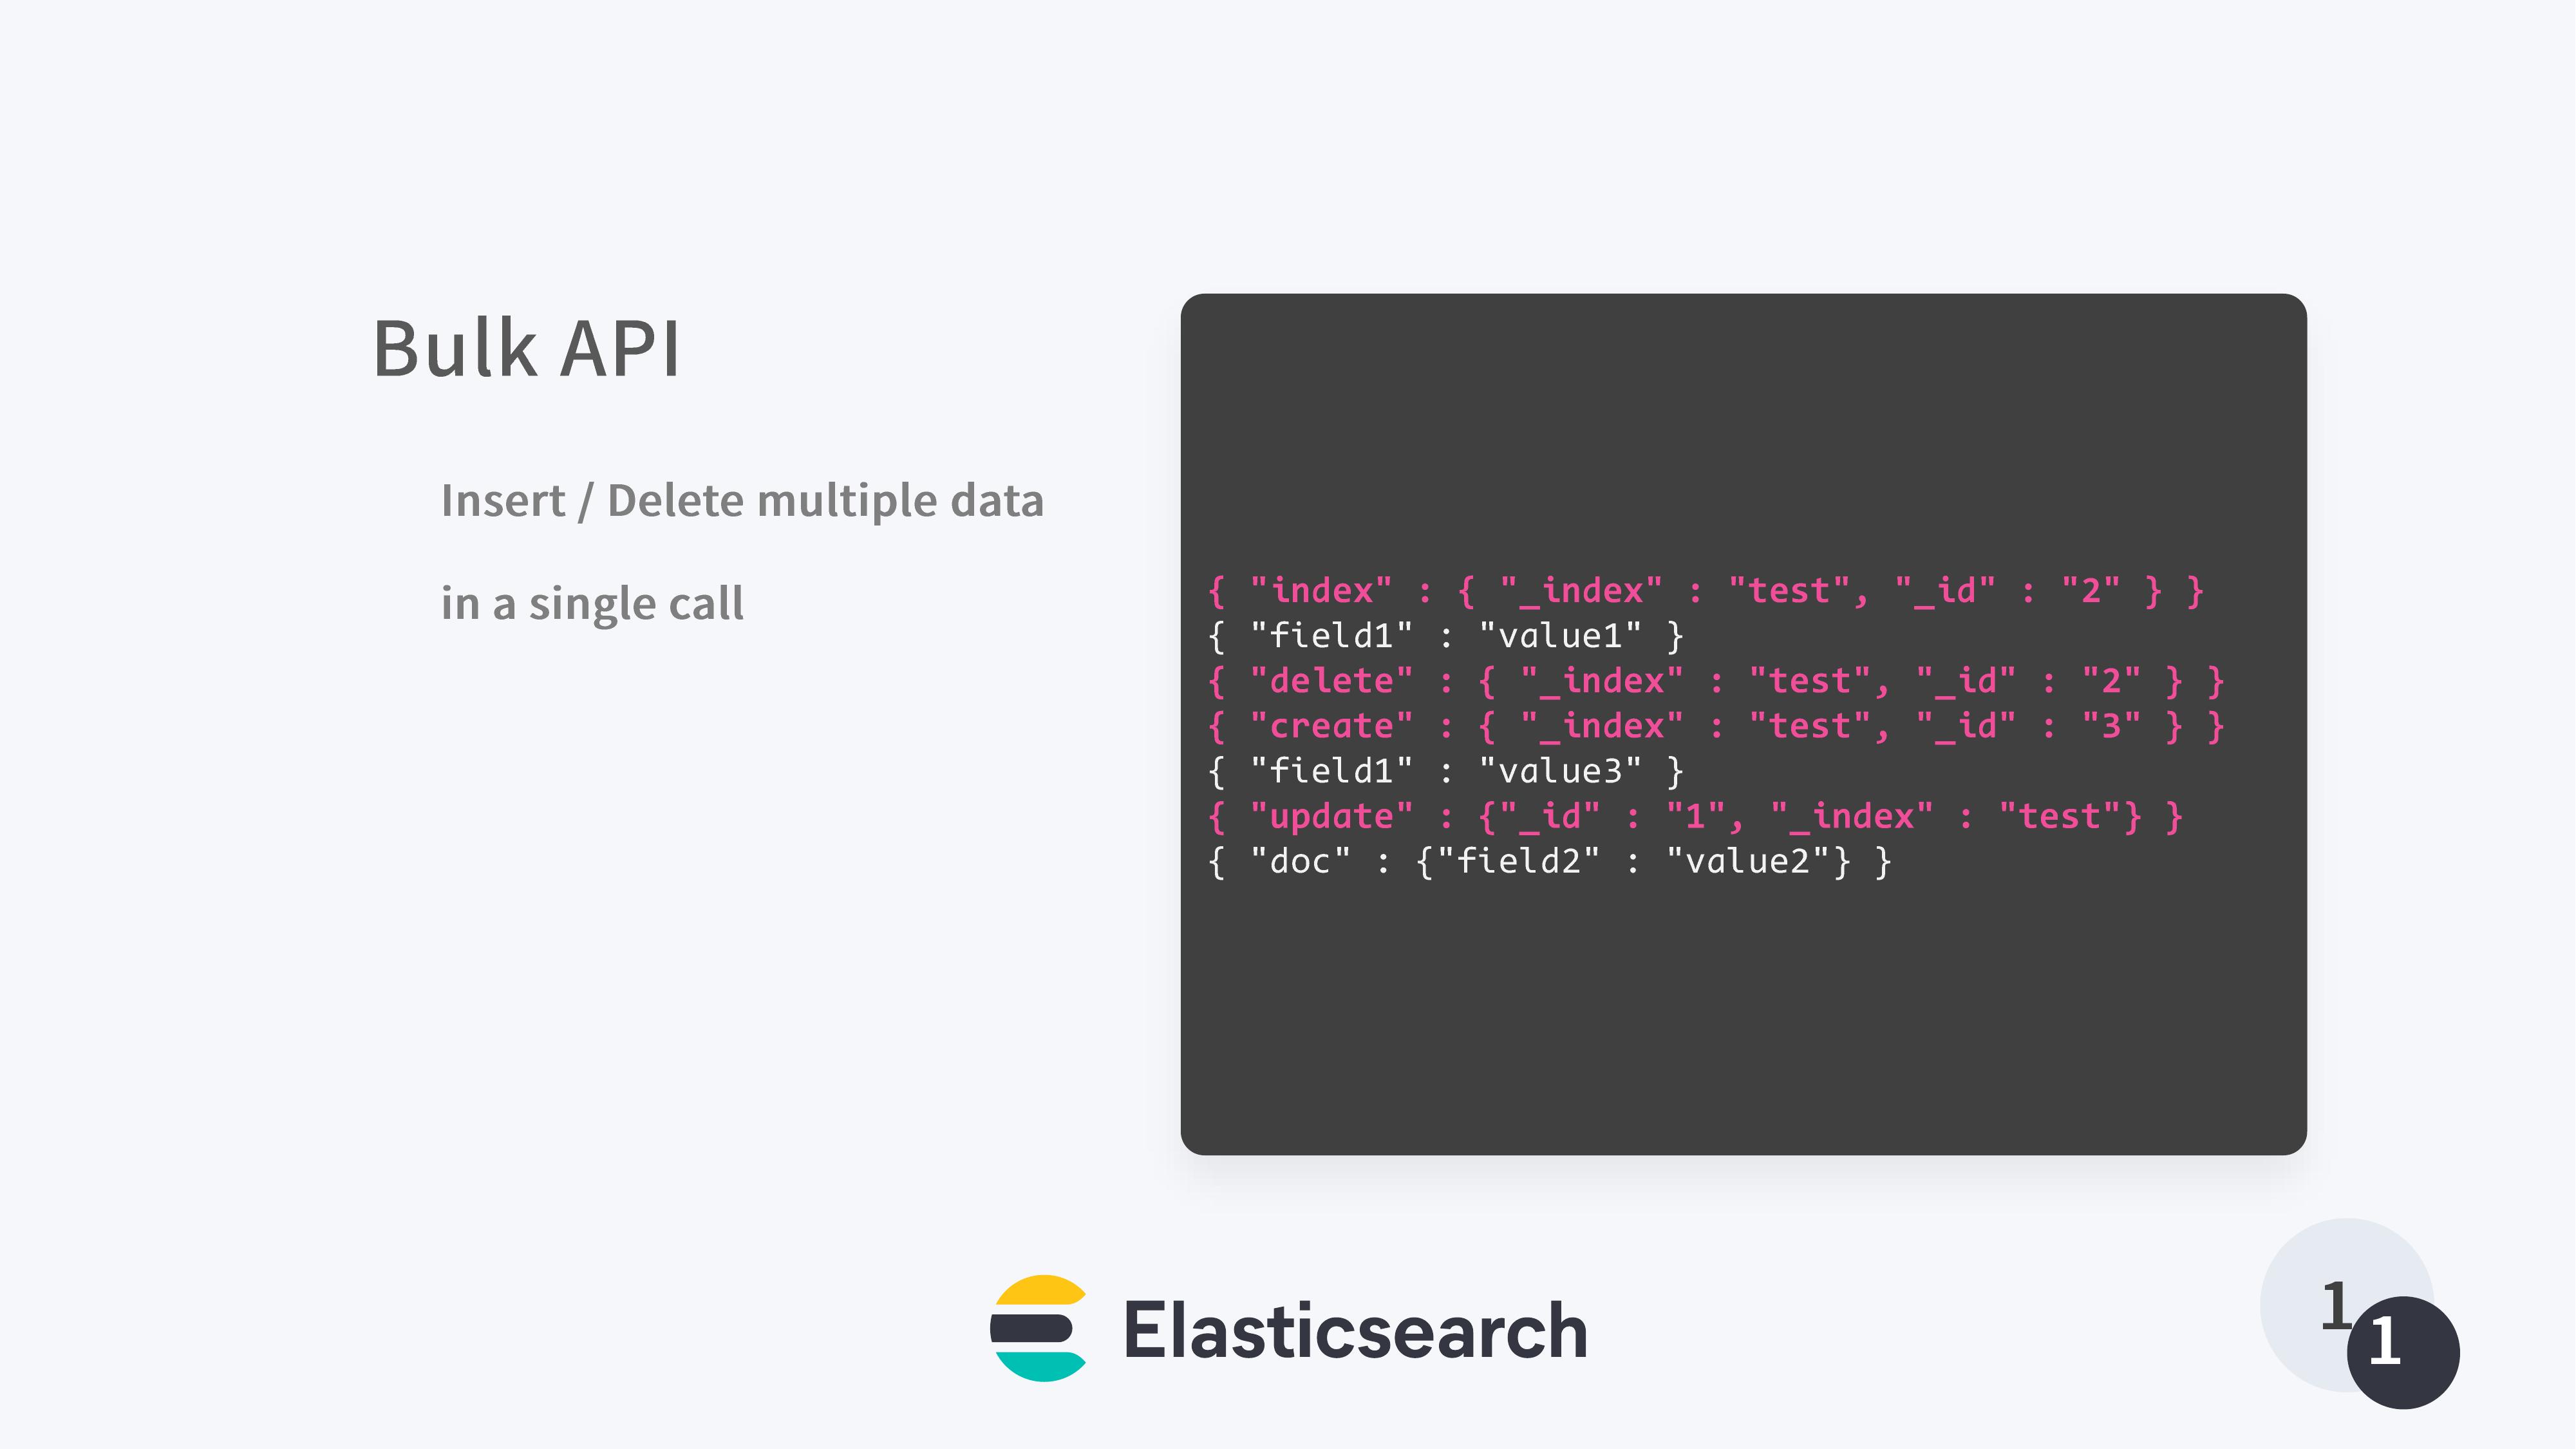 Bulk API
Insert / Delete multiple data
in a single call
{ "index" : { "_index" : "test", "_id" : "2" } }
{ "field1" : "value1" }
{ "delete" : { "_index" : "test", "_id" : "2" } }
{ "create" : { "_index" : "test", "_id" : "3" } }
{ "field1" : "value3" }
{ "update" : {"_id" : "1", "_index" : "test"} }
{ "doc" : {"field2" : "value2"} }
Elasticsearch
1
1